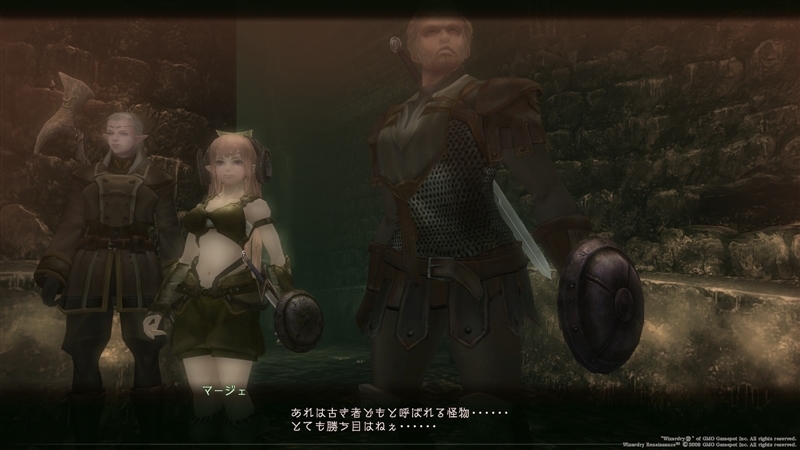 マージェ
あれは古き者どもと呼ばれる怪物・・・・・・
とても勝ち目はねぇ・・・・・・
"Wizardry®" of GMO Gamepot Inc. All rights reserved.
Wizardry Renaissance™ © 2009 GMO Gamepot Inc. All rights reserved.